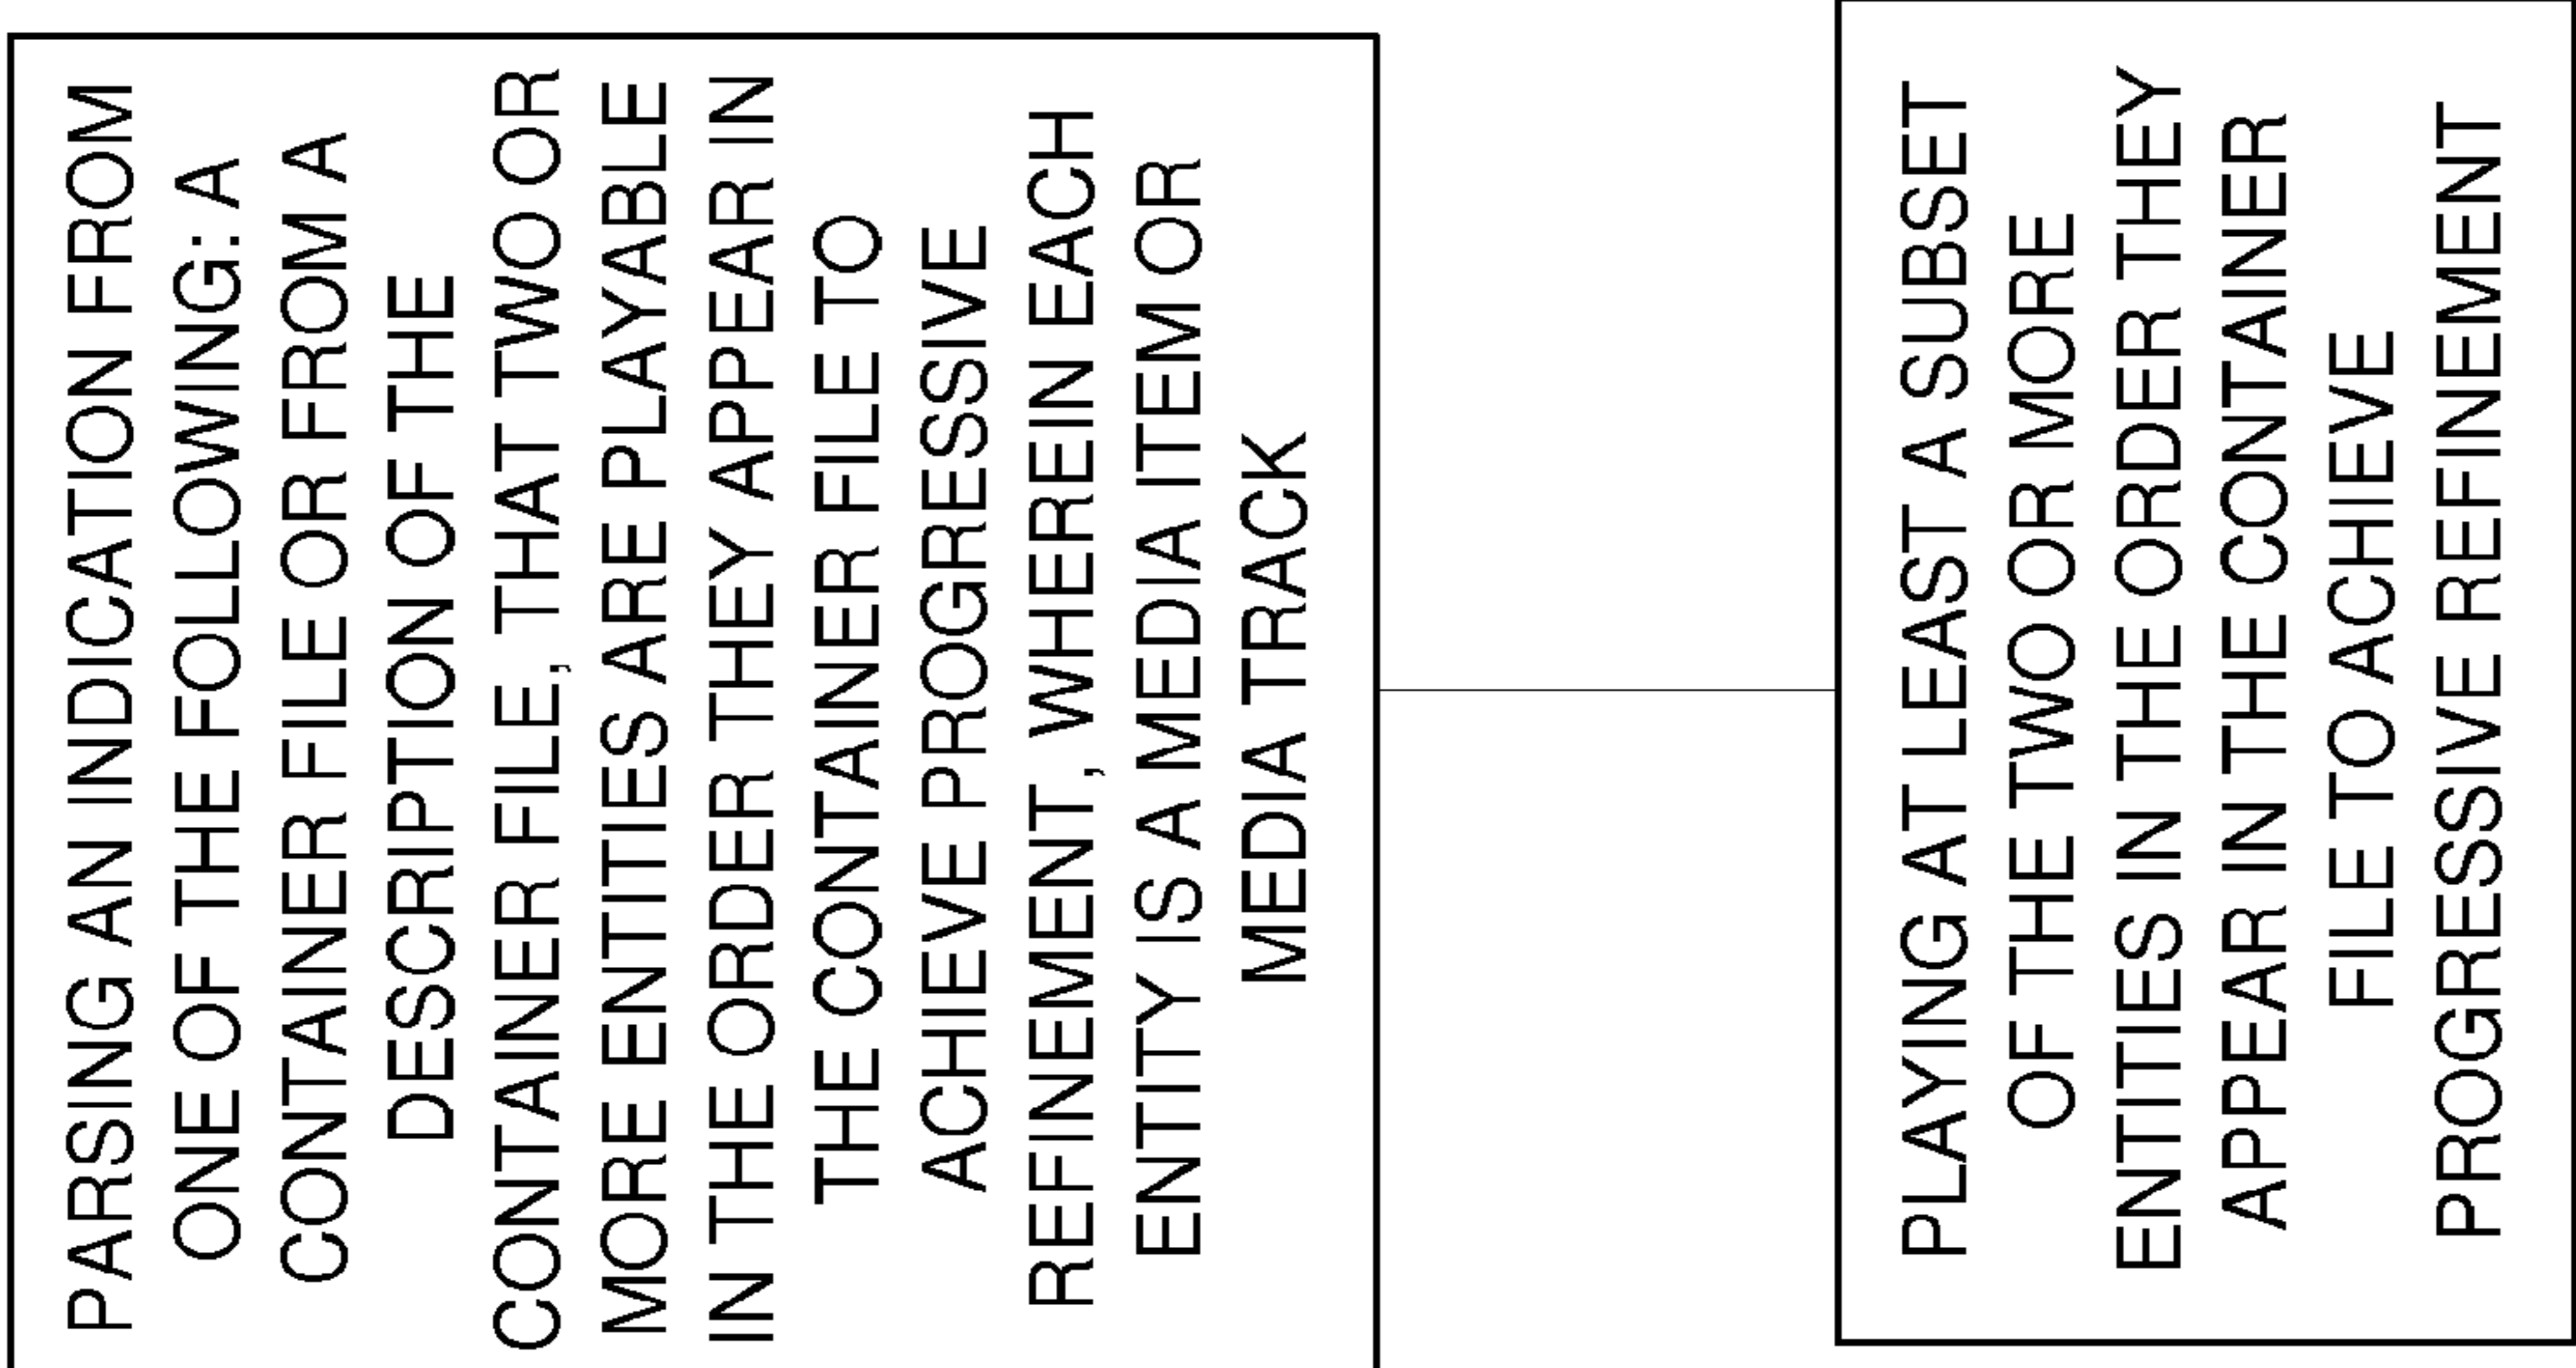 PARSING AN INDICATION FROM
ONE OF THE FOLLOWING: A
CONTAINER FILE OR FROM A
DESCRIPTION OF THE
CONTAINER FILE, THAT TWO OR
MORE ENTITIES ARE PLAYABLE
IN THE ORDER THEY APPEAR IN
THE CONTAINER FILE TO
ACHIEVE PROGRESSIVE
REFINEMENT, WHEREIN EACH
ENTITY IS A MEDIA ITEM OR
MEDIA TRACK
PLAYING AT LEAST A SUBSET
OF THE TWO OR MORE
ENTITIES IN THE ORDER THEY
APPEAR IN THE CONTAINER
FILE TO ACHIEVE
PROGRESSIVE REFINEMENT